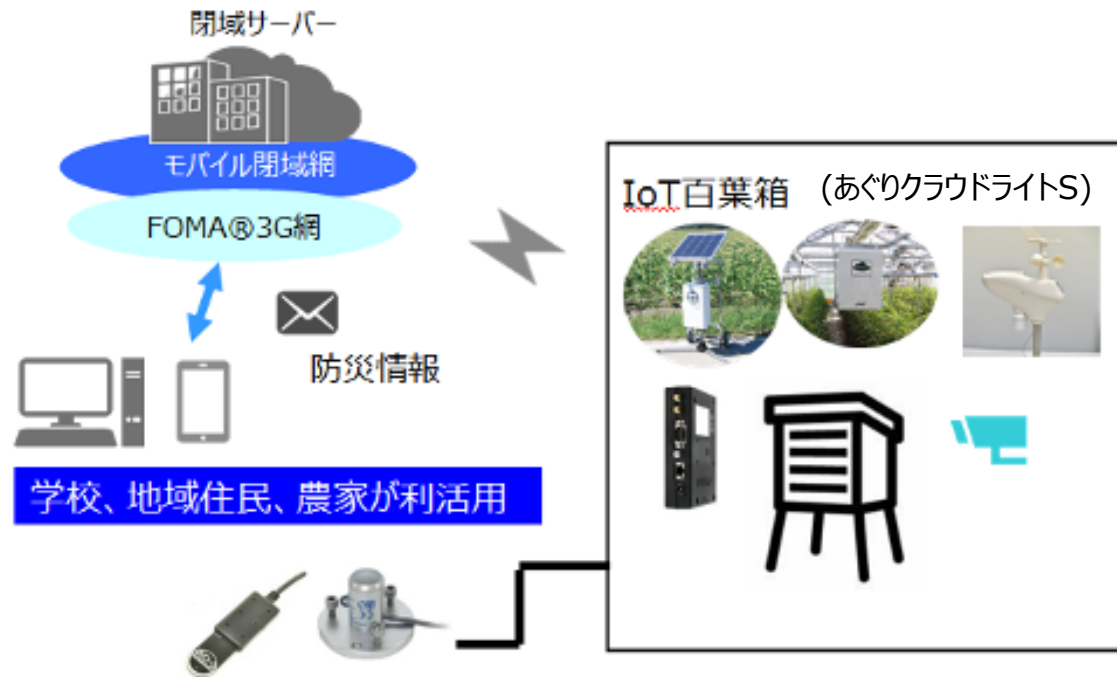 閉域サーバー
モバイル閉域網
FOMA®3G網
防災情報
学校、地域住民、農家が利活用
IoT百葉箱 (あぐりクラウドライトS)